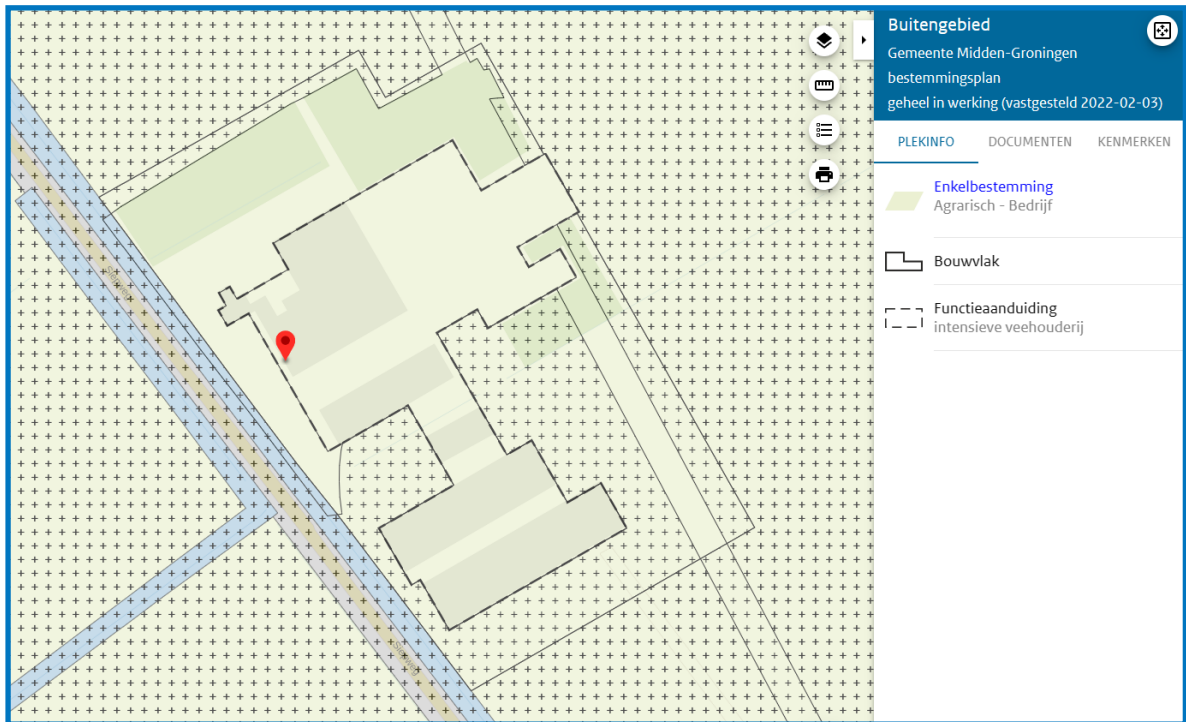 Buitengebied
Gemeente Midden-Groningen
bestemmingsplan
geheel in werking (vastgesteld 2022-02-03)
PLEKINFO DOCUMENTEN KENMERKEN
Enkelbestemming
Agrarisch - Bedrijf
Bouwvlak
Functieaanduiding
intensieve veehouderij